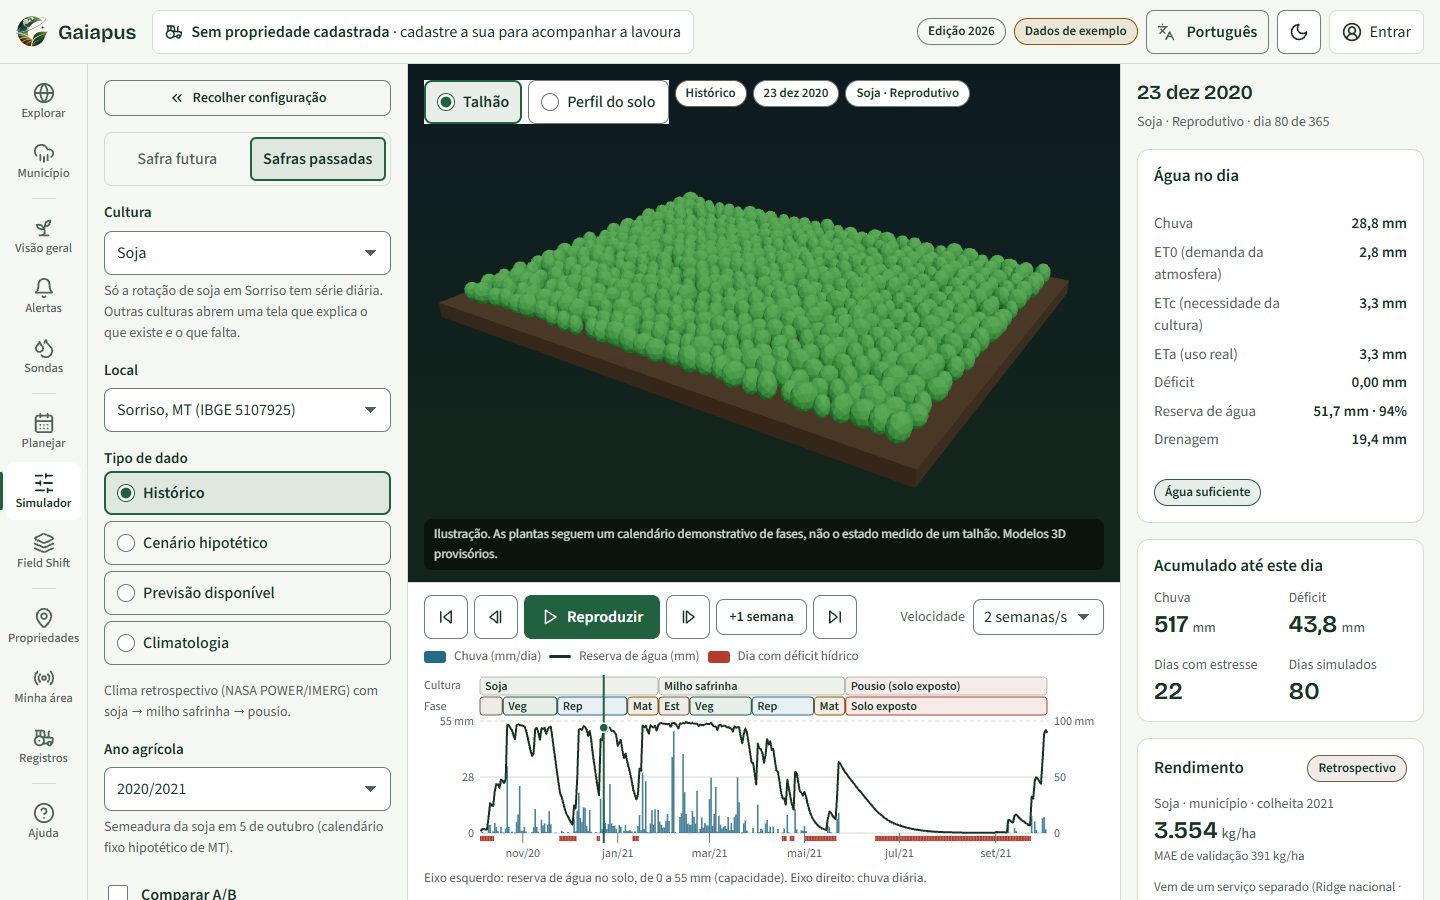 Gaiapus
Sem propriedade cadastrada · cadastre a sua para acompanhar a lavoura
Edição 2026
Dados de exemplo
Português
Entrar
Explorar
Município
Visão geral
Alertas
Sondas
Planejar
Simulador
Field Shift
Propriedades
Minha área
Registros
Ajuda
Recolher configuração
Safra futura
Safras passadas
Cultura
Soja
Só a rotação de soja em Sorriso tem série diária.
Outras culturas abrem uma tela que explica o
que existe e o que falta.
Local
Sorriso, MT (IBGE 5107925)
Tipo de dado
Histórico
Cenário hipotético
Previsão disponível
Climatologia
Clima retrospectivo (NASA POWER/IMERG) com
soja → milho safrinha → pousio.
Ano agrícola
2020/2021
Semeadura da soja em 5 de outubro (calendário
fixo hipotético de MT).
Comparar A/B
Talhão
Perfil do solo
Histórico
23 dez 2020
Soja · Reprodutivo
Ilustração. As plantas seguem um calendário demonstrativo de fases, não o estado medido de um talhão. Modelos 3D
provisórios.
Reproduzir
+1 semana
Velocidade
2 semanas/s
Chuva (mm/dia)
Reserva de água (mm)
Dia com déficit hídrico
Cultura
Soja
Milho safrinha
Pousio (solo exposto)
Fase
Veg
Rep
Mat
Est
Veg
Rep
Mat
Solo exposto
55 mm
100 mm
28
50
0
0
nov/20
jan/21
mar/21
mai/21
jul/21
set/21
Eixo esquerdo: reserva de água no solo, de 0 a 55 mm (capacidade). Eixo direito: chuva diária.
23 dez 2020
Soja · Reprodutivo · dia 80 de 365
Água no dia
Chuva 28,8 mm
ET0 (demanda da
atmosfera) 2,8 mm
ETc (necessidade da
cultura) 3,3 mm
ETa (uso real) 3,3 mm
Déficit 0,00 mm
Reserva de água 51,7 mm · 94%
Drenagem 19,4 mm
Água suficiente
Acumulado até este dia
Chuva
517 mm
Déficit
43,8 mm
Dias com estresse
22
Dias simulados
80
Rendimento
Retrospectivo
Soja · município · colheita 2021
3.554 kg/ha
MAE de validação 391 kg/ha
Vem de um serviço separado (Ridge nacional ·